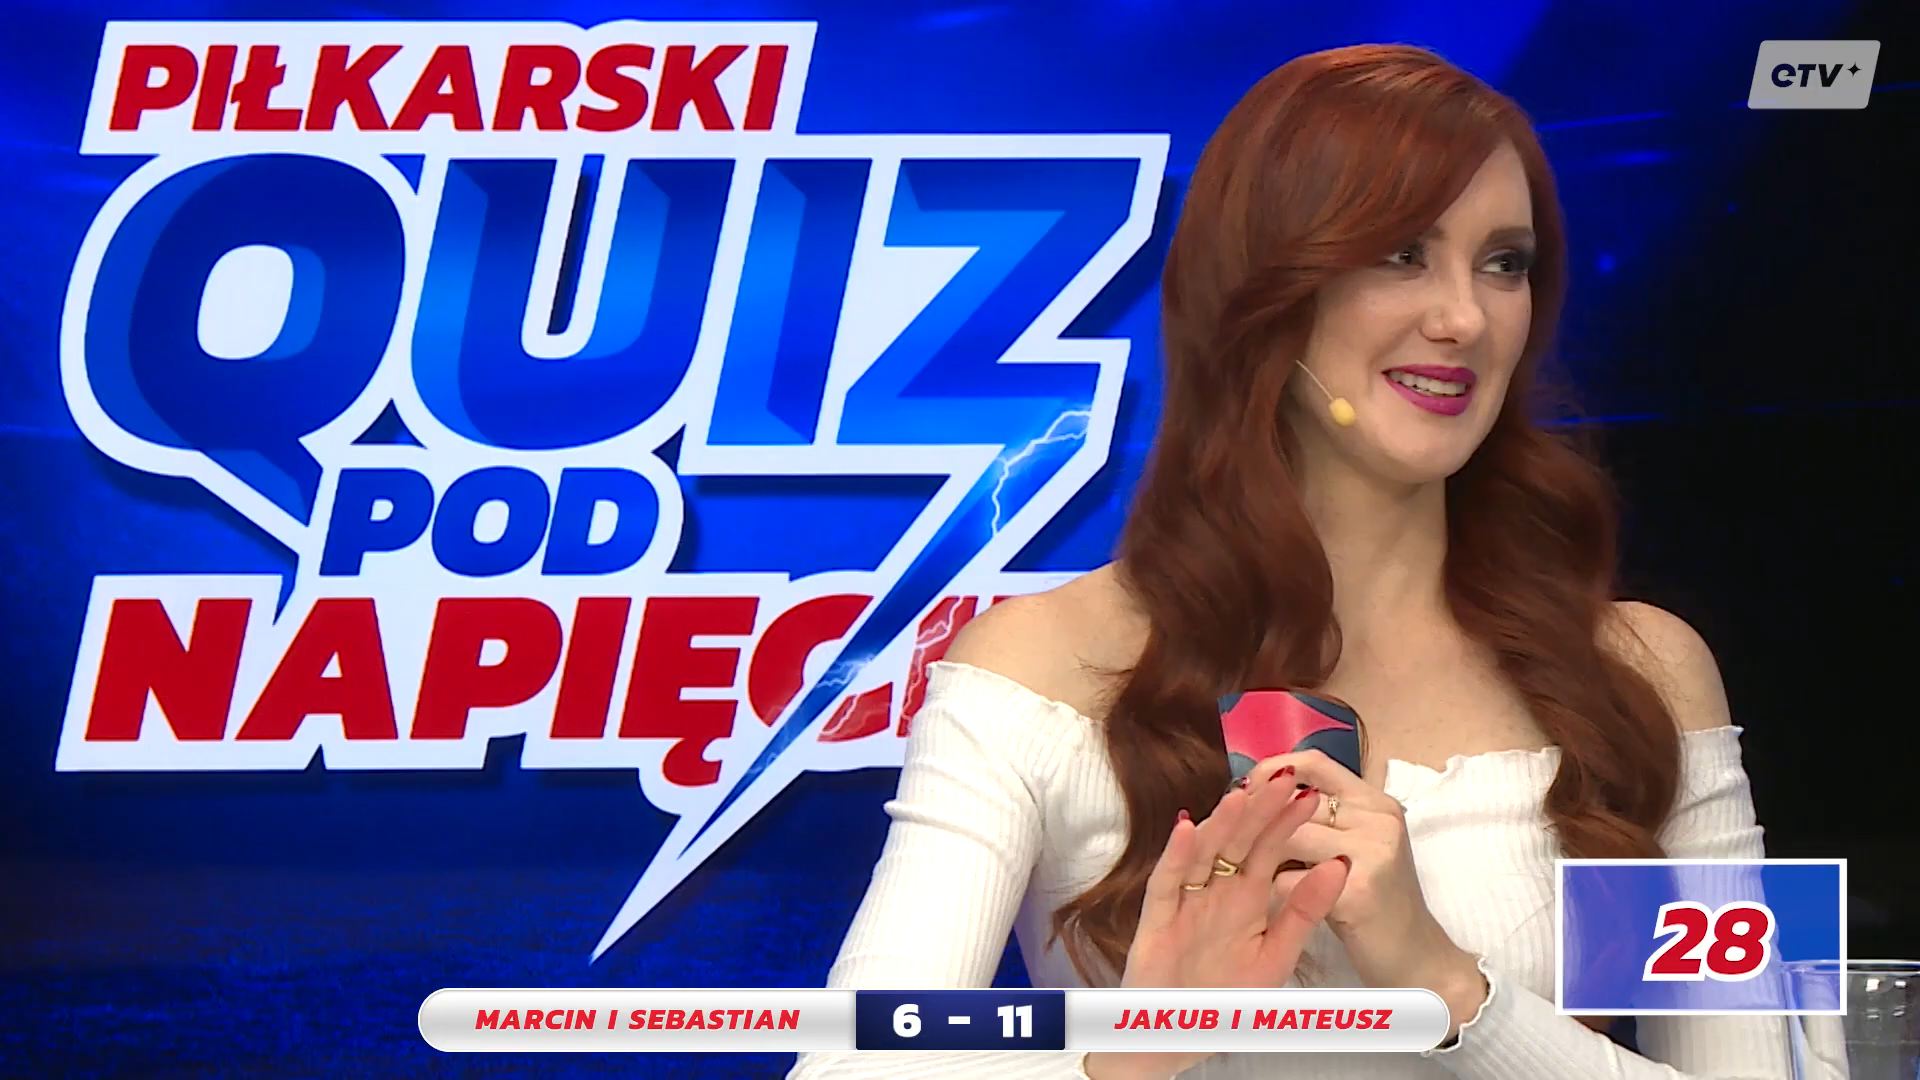 PIŁKARSKI
QUIZ
POD
eTV
28
MARCIN I SEBASTIAN 6 - 11 JAKUB I MATEUSZ